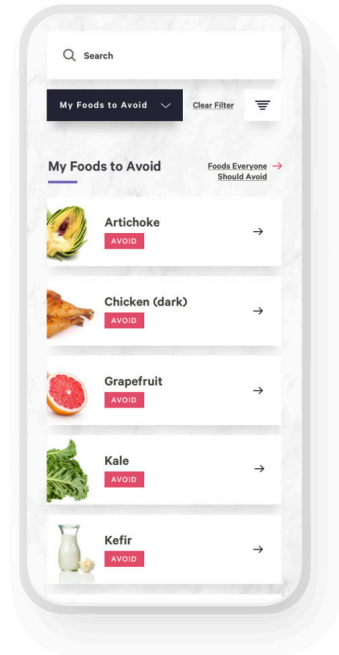 Search
My Foods to Avoid
Clear Filter
My Foods to Avoid
Foods Everyone
Should Avoid
Artichoke
AVOID
Chicken (dark)
AVOID
Grapefruit
AVOID
Kale
AVOID
Kefir
AVOID